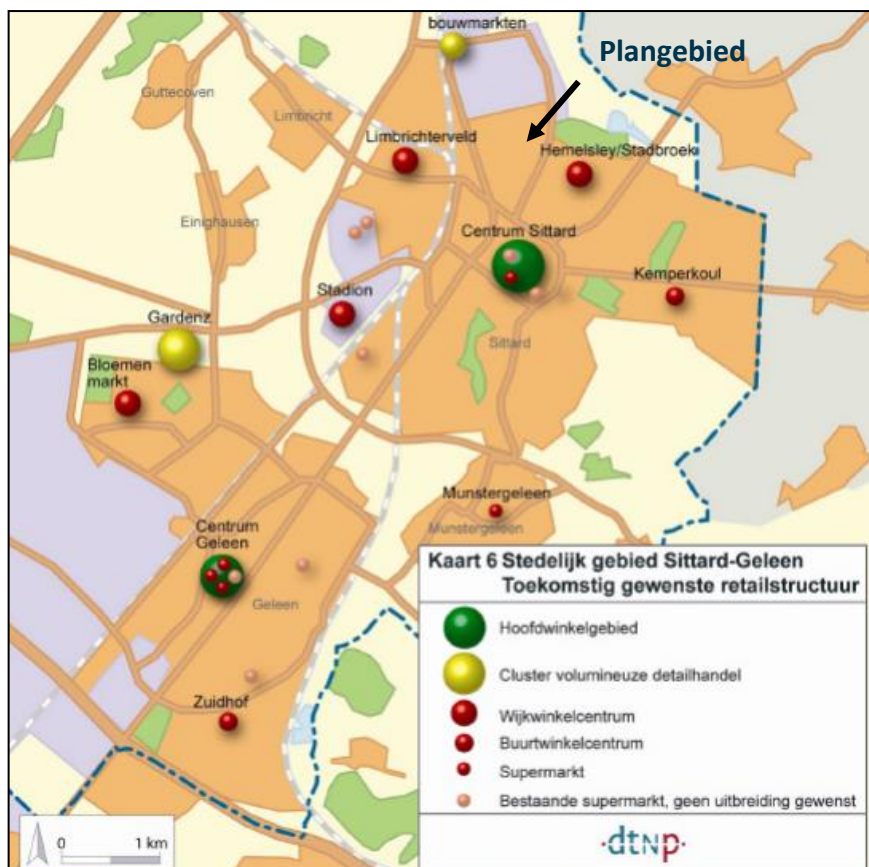 bouwmarkten
Plangebied
Guttecoven
Limbricht
Limbrichterveld
Hemelsley/Stadbroek
Einighausen
Centrum Sittard
Kemperkoul
Stadion
Gardenz
Sittard
Bloemen
markt
Munstergeleen
Munstergeleen
Centrum
Geleen
Geleen
Zuidhof
Kaart 6 Stedelijk gebied Sittard-Geleen
Toekomstig gewenste retailstructuur
Hoofdwinkelgebied
Cluster volumineuze detailhandel
Wijkwinkelcentrum
Buurtwinkelcentrum
Supermarkt
Bestaande supermarkt, geen uitbreiding gewenst
0 1 km
dtnp